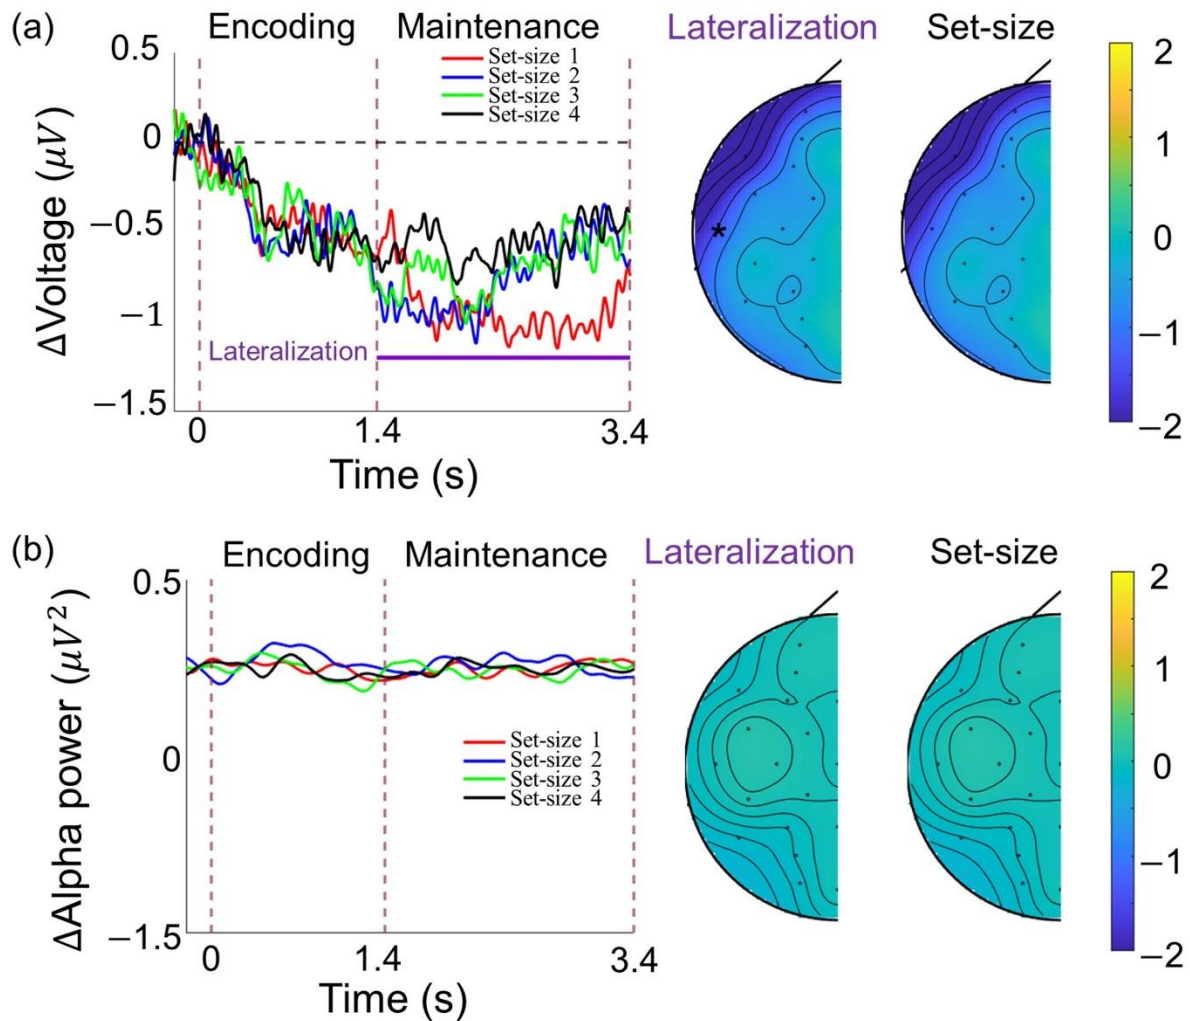 (a) Encoding Maintenance Lateralization Set-size
Set-size 1
Set-size 2
Set-size 3
Set-size 4
0.5
0
−0.5
−1
−1.5
ΔVoltage (μV)
Lateralization
0 1.4 3.4
Time (s)
*
2
1
0
−1
−2
(b) Encoding Maintenance Lateralization Set-size
0.5
0
−1.5
ΔAlpha power (μV²)
Set-size 1
Set-size 2
Set-size 3
Set-size 4
0 1.4 3.4
Time (s)
2
1
0
−1
−2